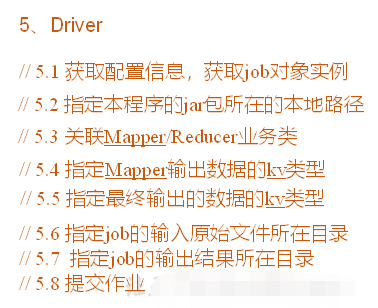 5、Driver
// 5.1 获取配置信息，获取job对象实例
// 5.2 指定本程序的jar包所在的本地路径
// 5.3 关联Mapper/Reducer业务类
// 5.4 指定Mapper输出数据的kv类型
// 5.5 指定最终输出的数据的kv类型
// 5.6 指定job的输入原始文件所在目录
// 5.7 指定job的输出结果所在目录
// 5.8 提交作业